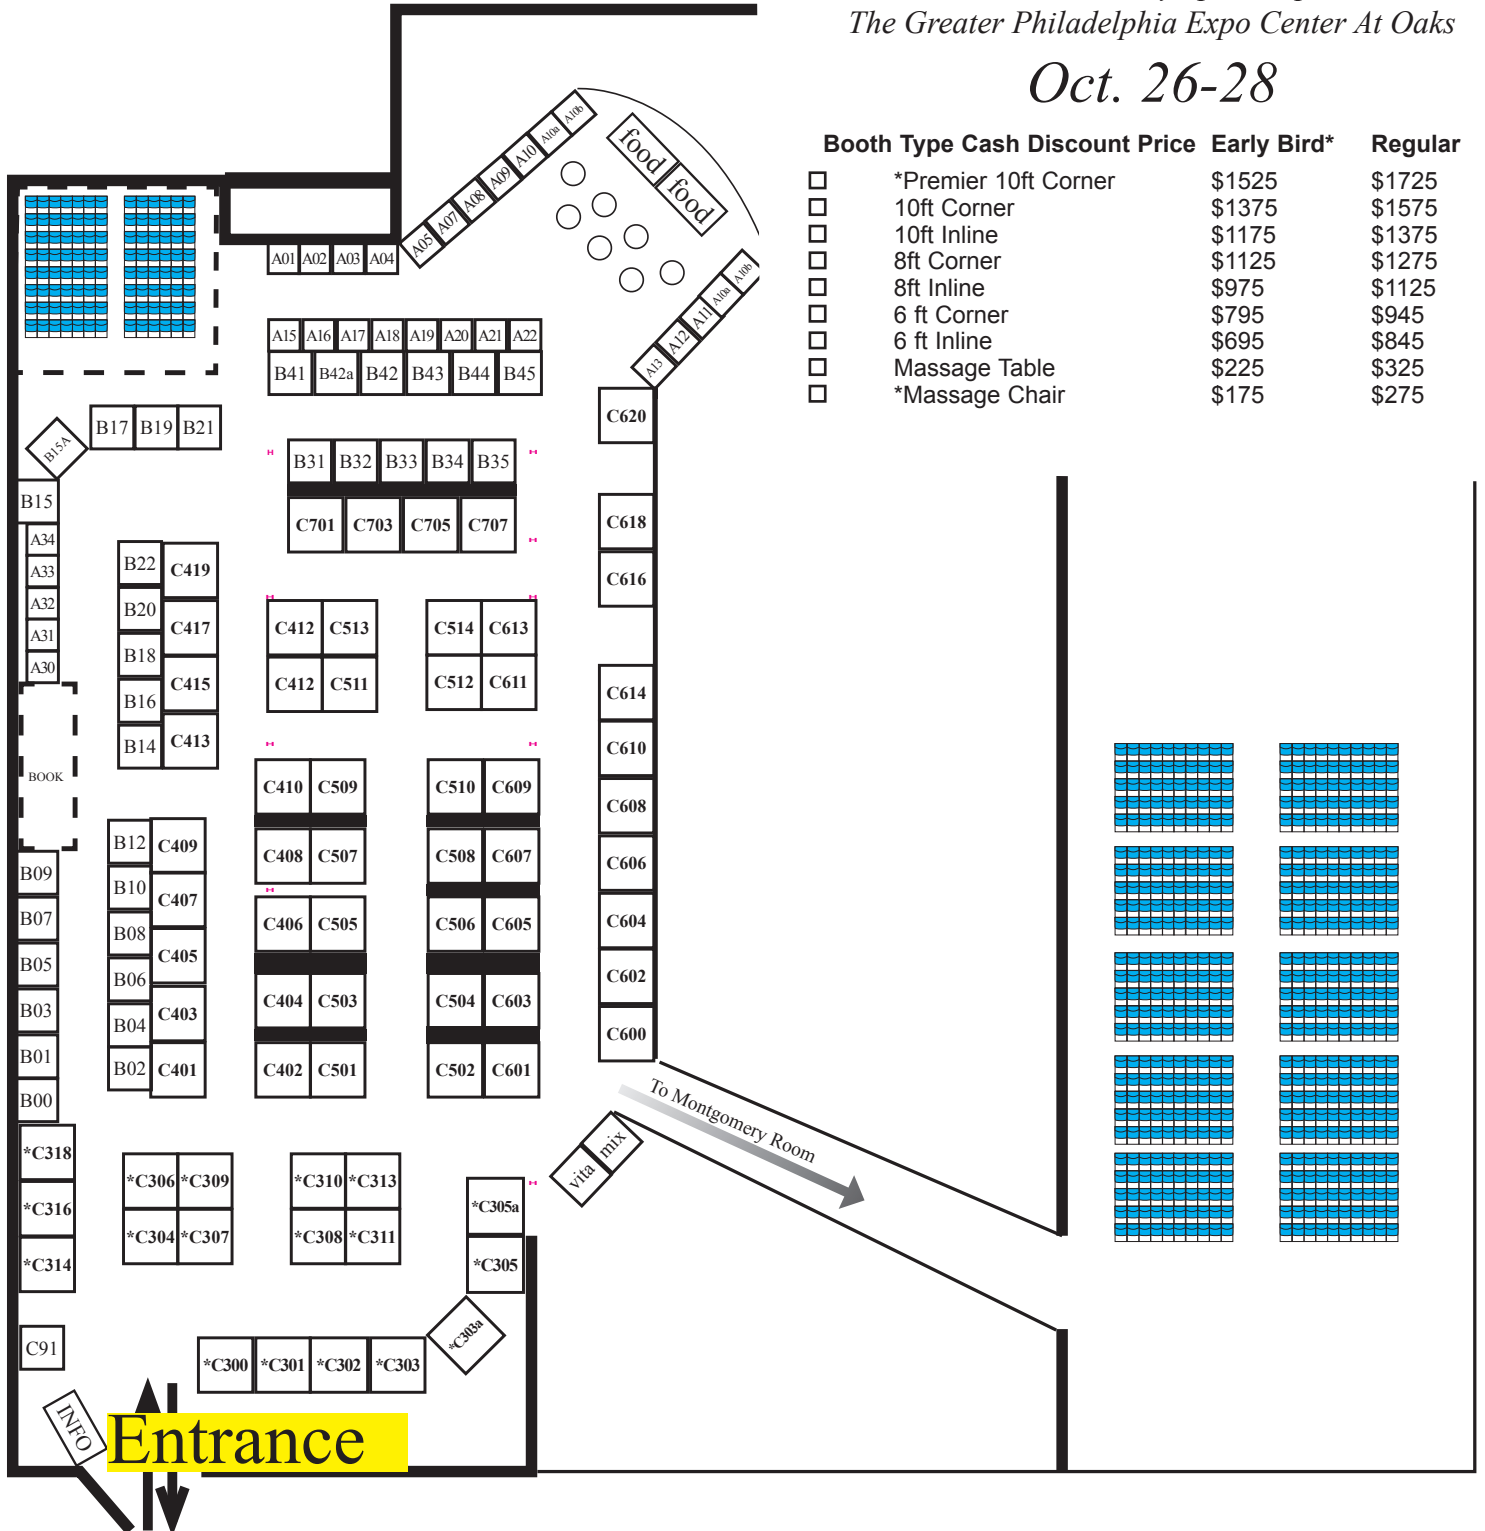 The Greater Philadelphia Expo Center At Oaks
Oct. 26-28
Booth Type Cash Discount Price Early Bird* Regular
*Premier 10ft Corner $1525 $1725
10ft Corner $1375 $1575
10ft Inline $1175 $1375
8ft Corner $1125 $1275
8ft Inline $975 $1125
6 ft Corner $795 $945
6 ft Inline $695 $845
Massage Table $225 $325
*Massage Chair $175 $275
A05 A07 A08 A09 A10 A10a A10b
food food
A01 A02 A03 A04
A13 A12 A11 A10a A10b
A15 A16 A17 A18 A19 A20 A21 A22
B41 B42a B42 B43 B44 B45
C620
B15A
B17 B19 B21
B31 B32 B33 B34 B35
C701 C703 C705 C707
C618
C616
B15
A34
A33
A32
A31
A30
BOOK
B22 C419
B20 C417
B18 C415
B16 C413
B14
C412 C513 C514 C613
C412 C511 C512 C611
C614
C610
C608
C606
C604
C602
C600
C410 C509 C510 C609
C408 C507 C508 C607
C406 C505 C506 C605
C404 C503 C504 C603
C402 C501 C502 C601
B12 C409
B10 C407
B08 C405
B06 C403
B04 C401
B02
B09
B07
B05
B03
B01
B00
To Montgomery Room
vita mix
*C318
*C316
*C314
*C306 *C309 *C310 *C313
*C304 *C307 *C308 *C311
*C305a
*C305
*C303a
C91
*C300 *C301 *C302 *C303
INFO
Entrance